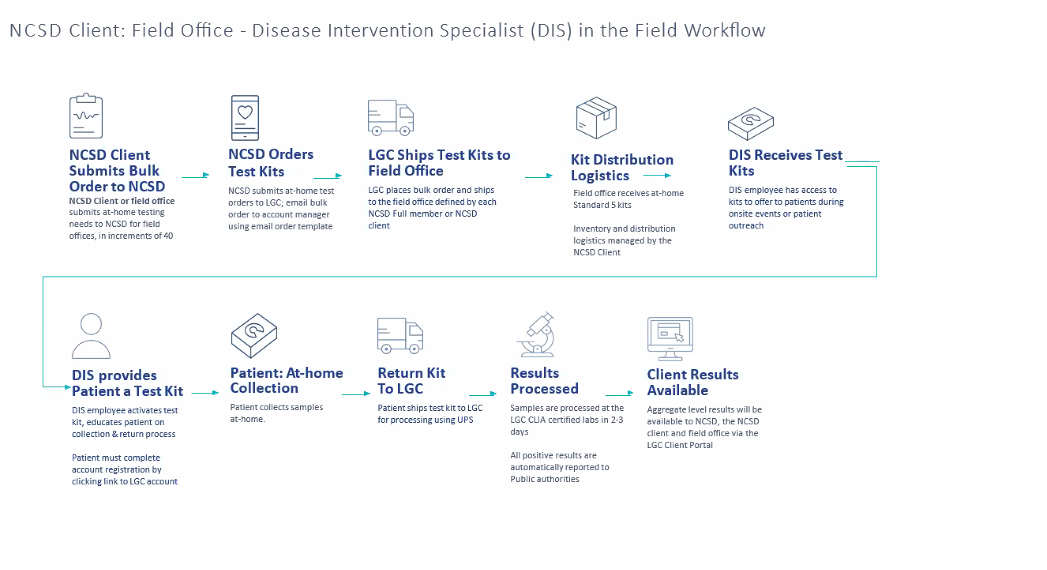 NCSD Client: Field Office - Disease Intervention Specialist (DIS) in the Field Workflow
NCSD Client
Submits Bulk
Order to NCSD
NCSD Client or field office
submits at-home testing
needs to NCSD for field
offices, in increments of 40
NCSD Orders
Test Kits
NCSD submits at-home test
orders to LGC; email bulk
order to account manager
using email order template
LGC Ships Test Kits to
Field Office
LGC places bulk order and ships
to the field office defined by each
NCSD Full member or NCSD
client
Kit Distribution
Logistics
Field office receives at-home
Standard 5 kits
Inventory and distribution
logistics managed by the
NCSD Client
DIS Receives Test
Kits
DIS employee has access to
kits to offer to patients during
onsite events or patient
outreach
DIS provides
Patient a Test Kit
DIS employee activates test
kit, educates patient on
collection & return process
Patient must complete
account registration by
clicking link to LGC account
Patient: At-home
Collection
Patient collects samples
at-home.
Return Kit
To LGC
Patient ships test kit to LGC
for processing using UPS
Results
Processed
Samples are processed at the
LGC CLIA certified labs in 2-3
days
All positive results are
automatically reported to
Public authorities
Client Results
Available
Aggregate level results will be
available to NCSD, the NCSD
client and field office via the
LGC Client Portal